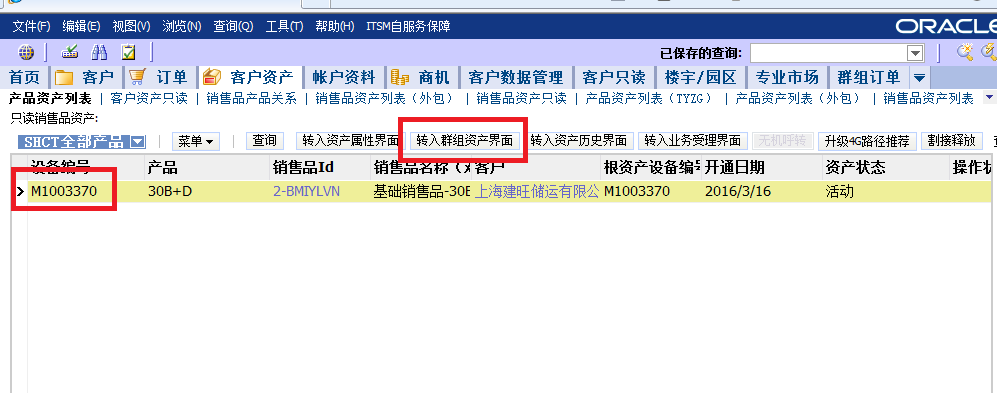 文件(F) 编辑(E) 视图(V) 浏览(N) 查询(Q) 工具(T) 帮助(H) ITSM自服务保障 ORACLE
已保存的查询:
首页 客户 订单 客户资产 帐户资料 商机 客户数据管理 客户只读 楼宇/园区 专业市场 群组订单
产品资产列表 | 客户资产只读 | 销售品产品关系 | 销售品资产列表（外包） | 销售品资产只读 | 产品资产列表（TYZG） | 产品资产列表（外包） | 销售品资产列表
只读销售品资产:
SHCT全部产品 菜单 查询 转入资产属性界面 转入群组资产界面 转入资产历史界面 转入业务受理界面 无机呼转 升级4G路径推荐 割接释放
设备编号 产品 销售品Id 销售品名称（ 客户 根资产设备编号 开通日期 资产状态 操作状
M1003370 30B+D 2-BMIYLVN 基础销售品-30B 上海建旺储运有限公 M1003370 2016/3/16 活动